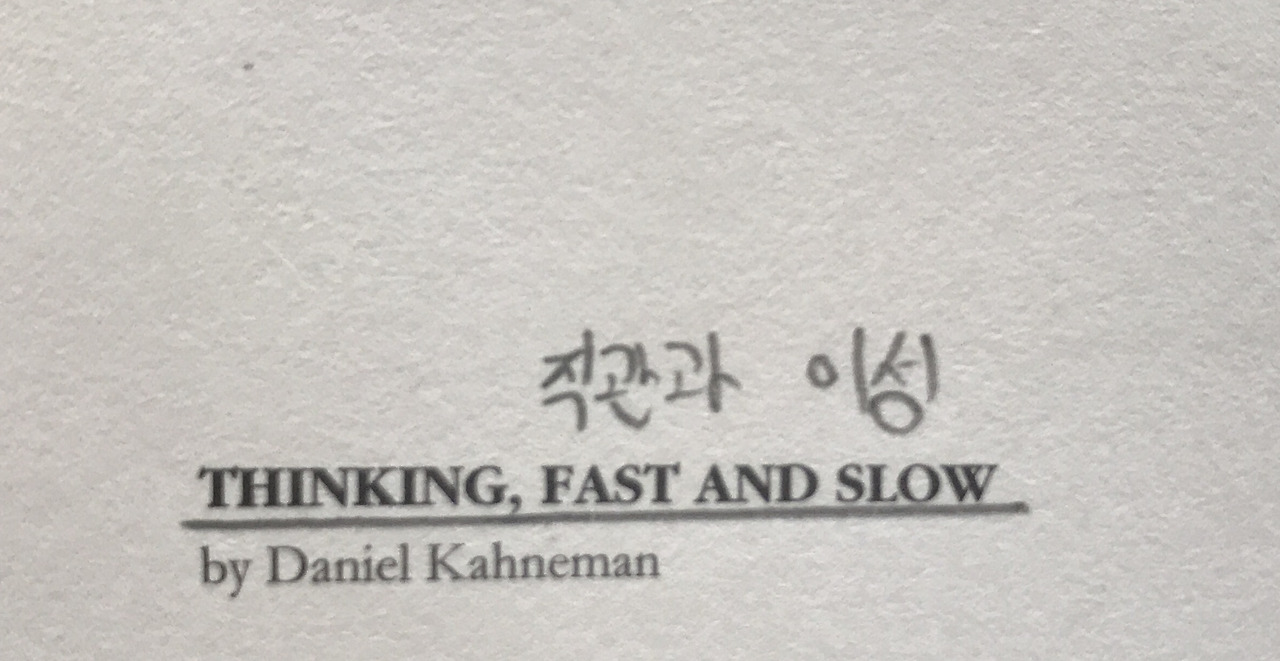 직관과 이성
THINKING, FAST AND SLOW
by Daniel Kahneman